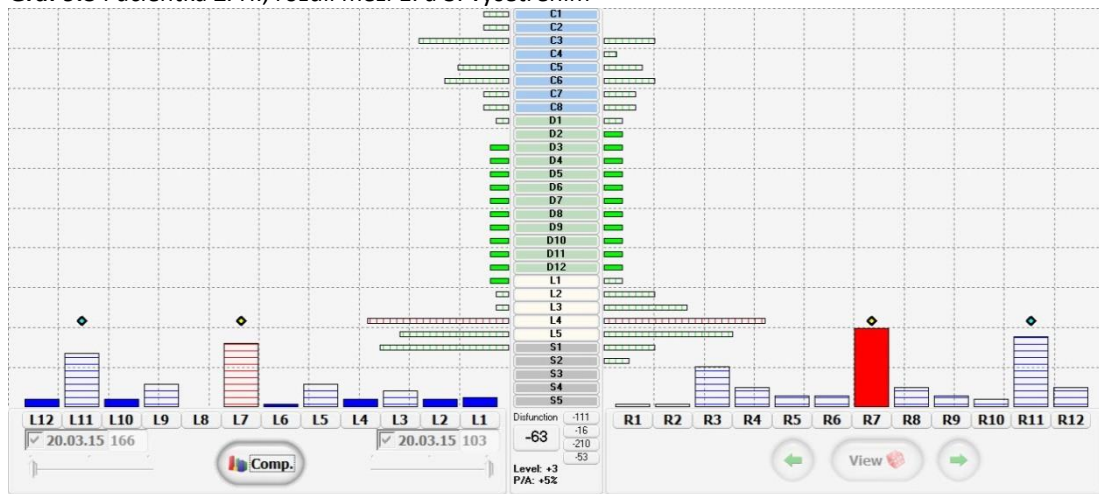 C1
C2
C3
C4
C5
C6
C7
C8
D1
D2
D3
D4
D5
D6
D7
D8
D9
D10
D11
D12
L1
L2
L3
L4
L5
S1
S2
S3
S4
S5
L12 L11 L10 L9 L8 L7 L6 L5 L4 L3 L2 L1
20.03.15 166
20.03.15 103
Comp.
Disfunction
-63
-111
-16
-210
-53
Level: +3
P/A: +5%
R1 R2 R3 R4 R5 R6 R7 R8 R9 R10 R11 R12
View